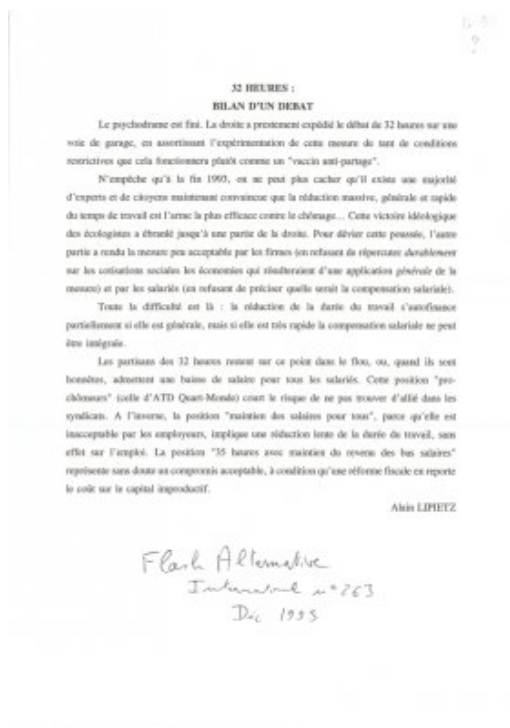 32 HEURES :
BILAN D'UN DEBAT
Le psychodrame est fini. La droite a prestement expédié le débat de 32 heures sur une
voie de garage, en assortissant l'expérimentation de cette mesure de tant de conditions
restrictives que cela fonctionnera plutôt comme un "vaccin anti-partage".
N'empêche qu'à la fin 1993, on ne peut plus cacher qu'il existe une majorité
d'experts et de citoyens maintenant convaincue que la réduction massive, générale et rapide
du temps de travail est l'arme la plus efficace contre le chômage... Cette victoire idéologique
des écologistes a ébranlé jusqu'à une partie de la droite. Pour dévier cette poussée, l'autre
partie a rendu la mesure peu acceptable par les firmes (en refusant de répercuter durablement
sur les cotisations sociales les économies qui résulteraient d'une application générale de la
mesure) et par les salariés (en refusant de préciser quelle serait la compensation salariale).
Toute la difficulté est là : la réduction de la durée du travail s'autofinance
partiellement si elle est générale, mais si elle est très rapide la compensation salariale ne peut
être intégrale.
Les partisans des 32 heures restent sur ce point dans le flou, ou, quand ils sont
honnêtes, admettent une baisse de salaire pour tous les salariés. Cette position "pro-
chômeurs" (celle d'ATD Quart-Monde) court le risque de ne pas trouver d'allié dans les
syndicats. A l'inverse, la position "maintien des salaires pour tous", parce qu'elle est
inacceptable par les employeurs, implique une réduction lente de la durée du travail, sans
effet sur l'emploi. La position "35 heures avec maintien du revenu des bas salaires"
représente sans doute un compromis acceptable, à condition qu'une réforme fiscale en reporte
le coût sur le capital improductif.
Alain LIPIETZ
Flash Alternative
n° 263
Déc 1993